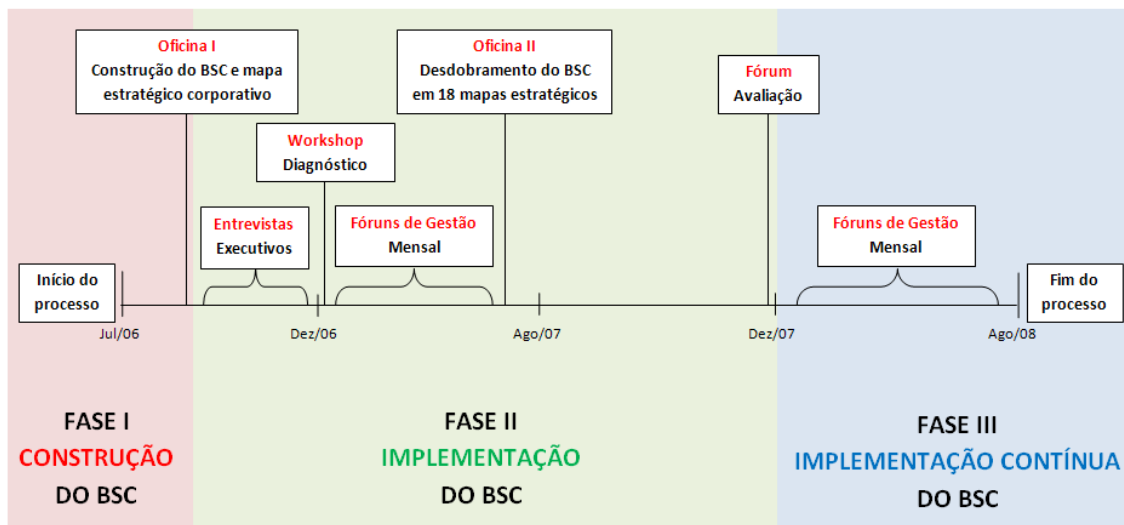 Oficina I
Construção do BSC e mapa
estratégico corporativo
Oficina II
Desdobramento do BSC
em 18 mapas estratégicos
Fórum
Avaliação
Workshop
Diagnóstico
Entrevistas
Executivos
Fóruns de Gestão
Mensal
Fóruns de Gestão
Mensal
Início do
processo
Fim do
processo
Jul/06
Dez/06
Ago/07
Dez/07
Ago/08
FASE I
CONSTRUÇÃO
DO BSC
FASE II
IMPLEMENTAÇÃO
DO BSC
FASE III
IMPLEMENTAÇÃO CONTÍNUA
DO BSC